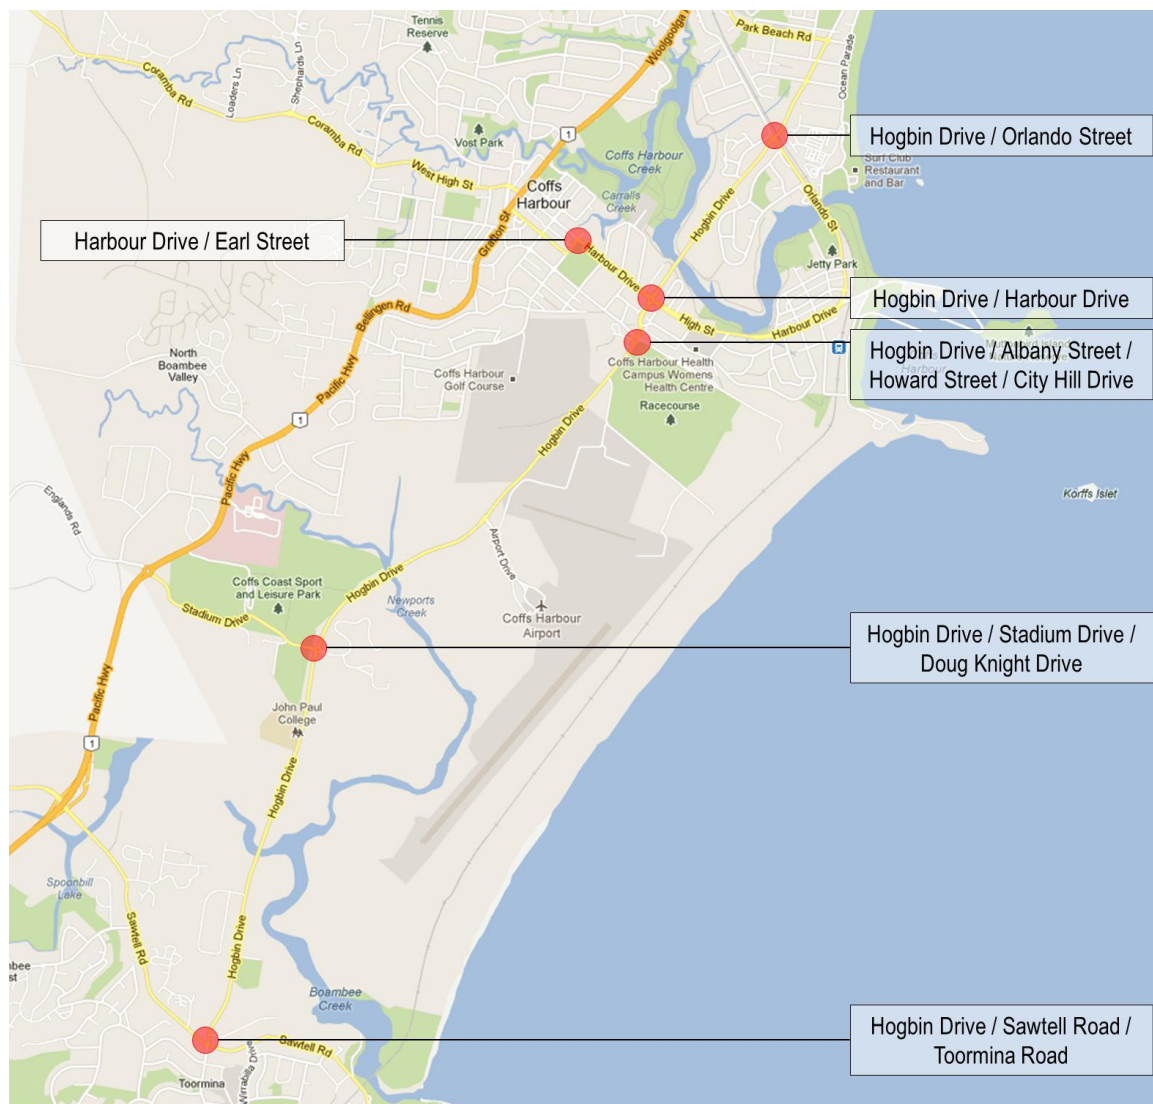 Tennis
Reserve
Park Beach Rd
Woolgoolga
Ocean Parade
Coramba Rd
Loaders Ln
Shephards Ln
Coramba Rd
Vost Park
1
Hogbin Drive / Orlando Street
Coffs Harbour
Creek
Surf Club
Restaurant
and Bar
West High St
Coffs
Harbour
Carralls
Creek
Hogbin Drive
Orlando St
Harbour Drive / Earl Street
Grafton St
Harbour Drive
Jetty Park
Hogbin Drive / Harbour Drive
Bellingen Rd
High St
Harbour Drive
North
Boambee
Valley
Pacific Hwy
Coffs Harbour
Golf Course
Coffs Harbour Health
Campus Womens
Health Centre
Hogbin Drive / Albany, Street /
Howard Street / City Hill Drive
Racecourse
1
Hogbin Drive
Pacific Hwy
Englands Rd
Korffs Islet
Airport Drive
Coffs Coast Sport
and Leisure Park
Hogbin Drive
Newports
Creek
Stadium Drive
Coffs Harbour
Airport
Hogbin Drive / Stadium Drive /
Doug Knight Drive
Pacific Hwy
John Paul
College
1
Hogbin Drive
Spoonbill
Lake
Sawtell Rd
Hogbin Drive
Boambee
Creek
Hogbin Drive / Sawtell Road /
Toormina Road
Sawtell Rd
Toormina
Wirrabilla Drive